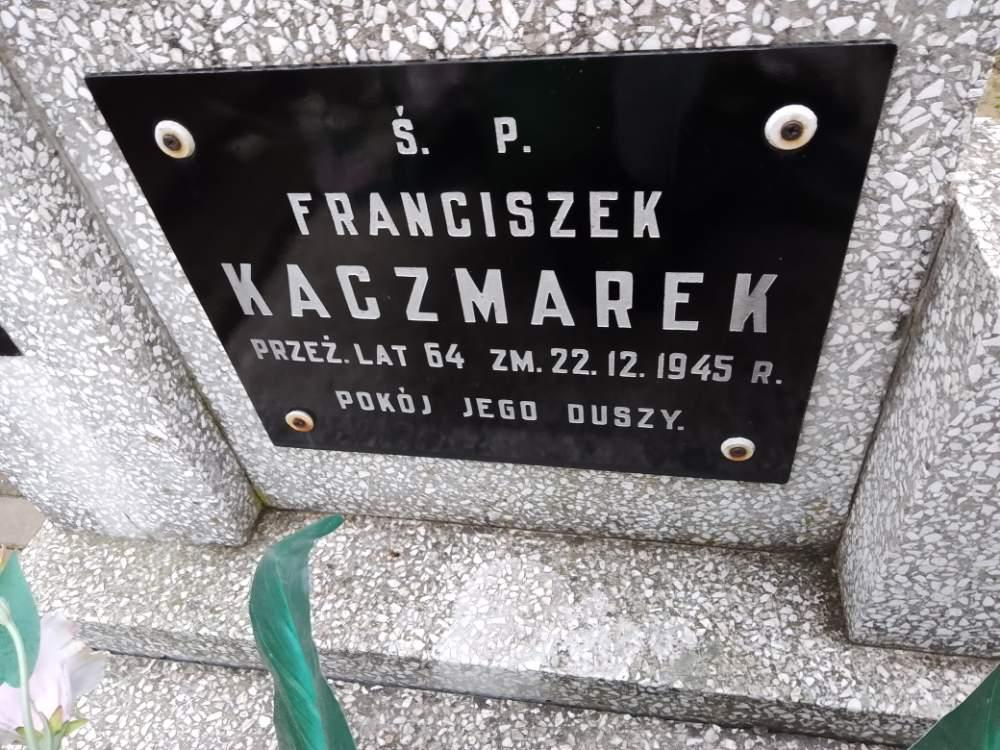 Ś. P.
FRANCISZEK
KACZMAREK
PRZEŻ. LAT 64 ZM. 22.12.1945 R.
POKÓJ JEGO DUSZY.